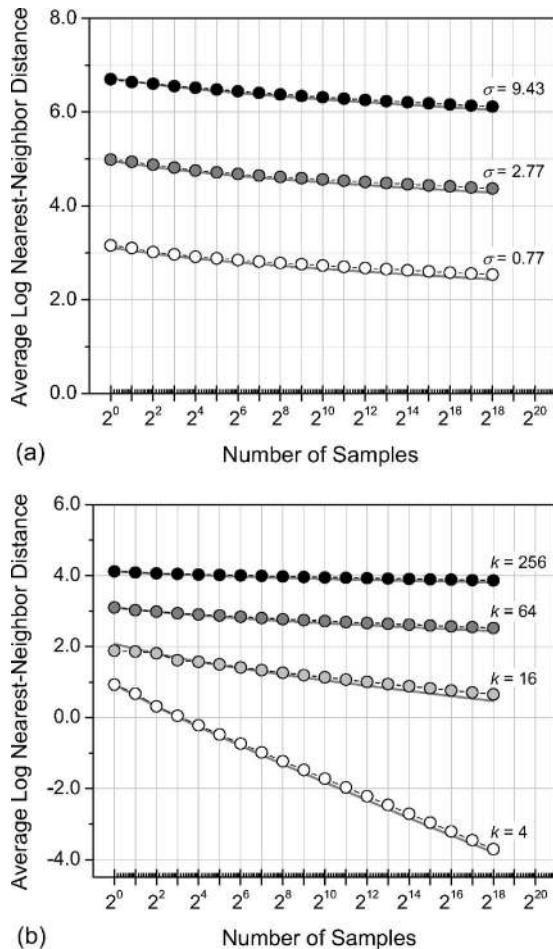 Average Log Nearest-Neighbor Distance
8.0
6.0
4.0
2.0
0.0
σ = 9.43
σ = 2.77
σ = 0.77
2^0 2^2 2^4 2^6 2^8 2^10 2^12 2^14 2^16 2^18 2^20
(a) Number of Samples
Average Log Nearest-Neighbor Distance
6.0
4.0
2.0
0.0
-2.0
-4.0
k = 256
k = 64
k = 16
k = 4
2^0 2^2 2^4 2^6 2^8 2^10 2^12 2^14 2^16 2^18 2^20
(b) Number of Samples